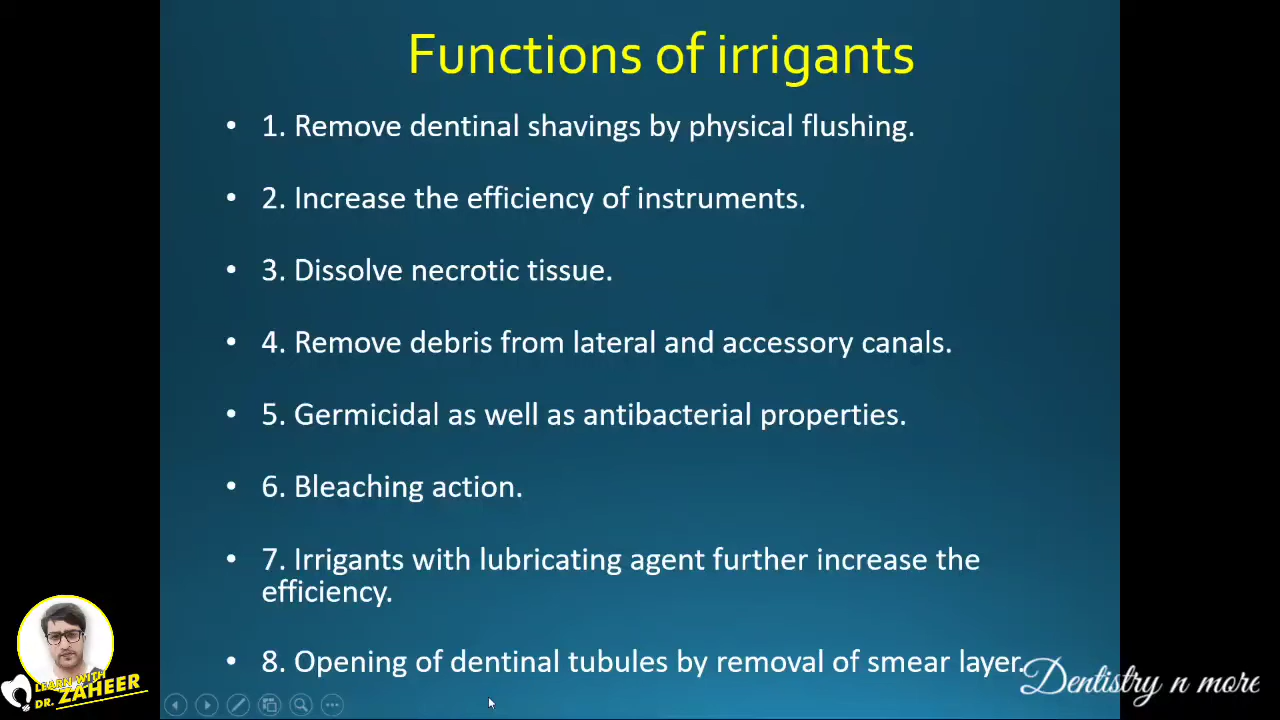 Functions of irrigants
• 1. Remove dentinal shavings by physical flushing.
• 2. Increase the efficiency of instruments.
• 3. Dissolve necrotic tissue.
• 4. Remove debris from lateral and accessory canals.
• 5. Germicidal as well as antibacterial properties.
• 6. Bleaching action.
• 7. Irrigants with lubricating agent further increase the
efficiency.
• 8. Opening of dentinal tubules by removal of smear layer.
LEARN WITH
DR. ZAHEER
Dentistry n more